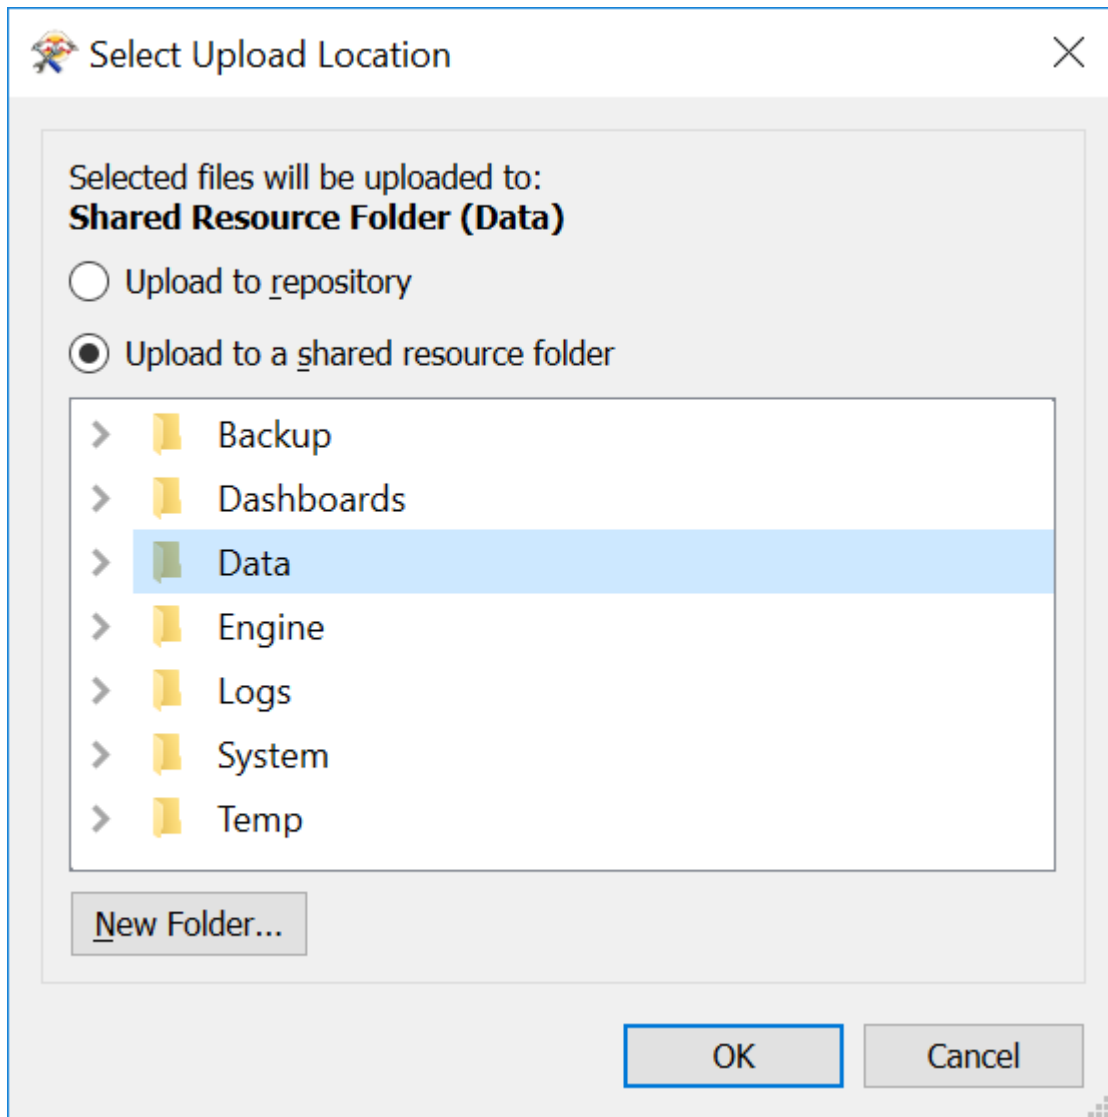 Select Upload Location
Selected files will be uploaded to:
Shared Resource Folder (Data)
Upload to repository
Upload to a shared resource folder
Backup
Dashboards
Data
Engine
Logs
System
Temp
New Folder...
OK Cancel